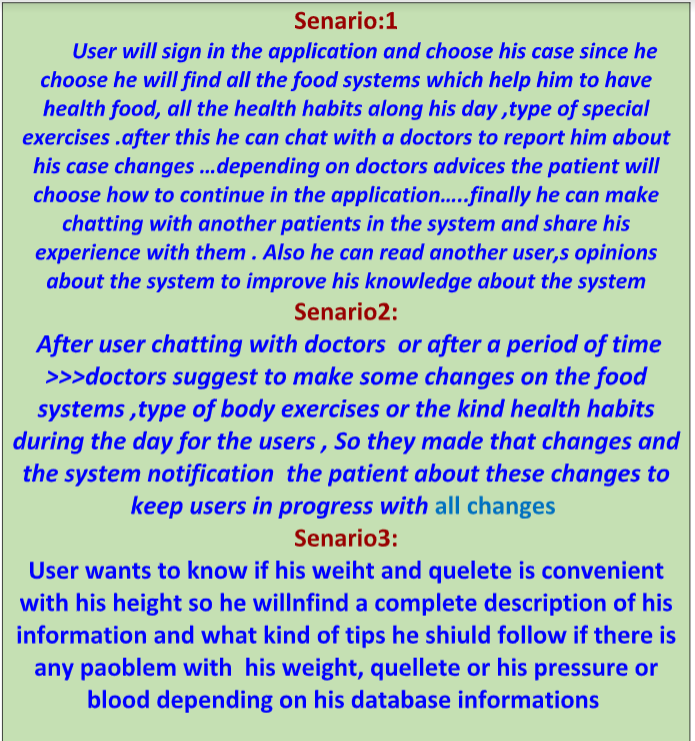 Senario:1
User will sign in the application and choose his case since he
choose he will find all the food systems which help him to have
health food, all the health habits along his day ,type of special
exercises .after this he can chat with a doctors to report him about
his case changes …depending on doctors advices the patient will
choose how to continue in the application…..finally he can make
chatting with another patients in the system and share his
experience with them . Also he can read another user,s opinions
about the system to improve his knowledge about the system
Senario2:
After user chatting with doctors or after a period of time
>>>doctors suggest to make some changes on the food
systems ,type of body exercises or the kind health habits
during the day for the users , So they made that changes and
the system notification the patient about these changes to
keep users in progress with all changes
Senario3:
User wants to know if his weiht and quelete is convenient
with his height so he willnfind a complete description of his
information and what kind of tips he shiuld follow if there is
any paoblem with his weight, quellete or his pressure or
blood depending on his database informations